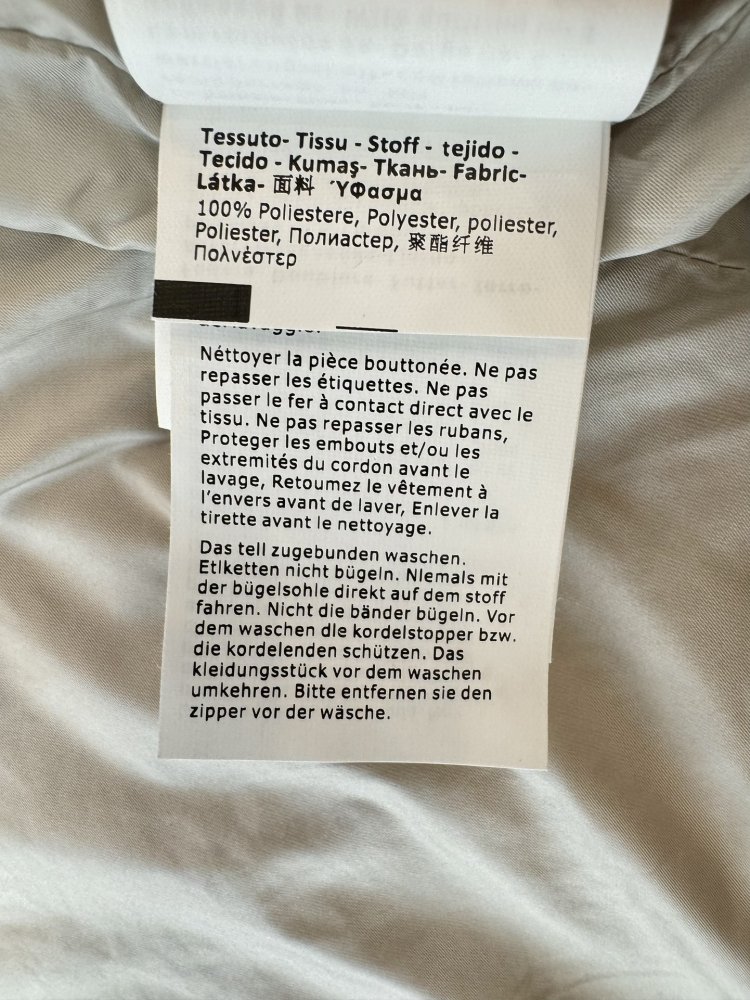 Tessuto- Tissu - Stoff - tejido -
Tecido - Kumaş- Ткань- Fabric-
Látka- 面料 ΎΦασμα
100% Poliestere, Polyester, poliester,
Poliester, Полиастер, 聚酯纤维
Πολνέστερ
Néttoyer la pièce bouttonée. Ne pas
repasser les étiquettes. Ne pas
passer le fer à contact direct avec le
tissu. Ne pas repasser les rubans,
Proteger les embouts et/ou les
extremités du cordon avant le
lavage, Retoumez le vêtement à
l'envers avant de laver, Enlever la
tirette avant le nettoyage.
Das tell zugebunden waschen.
Etlketten nicht bügeln. Nlemals mit
der bügelsohle direkt auf dem stoff
fahren. Nicht die bänder bügeln. Vor
dem waschen dle kordelstopper bzw.
die kordelenden schützen. Das
kleidungsstück vor dem waschen
umkehren. Bitte entfernen sie den
zipper vor der wäsche.